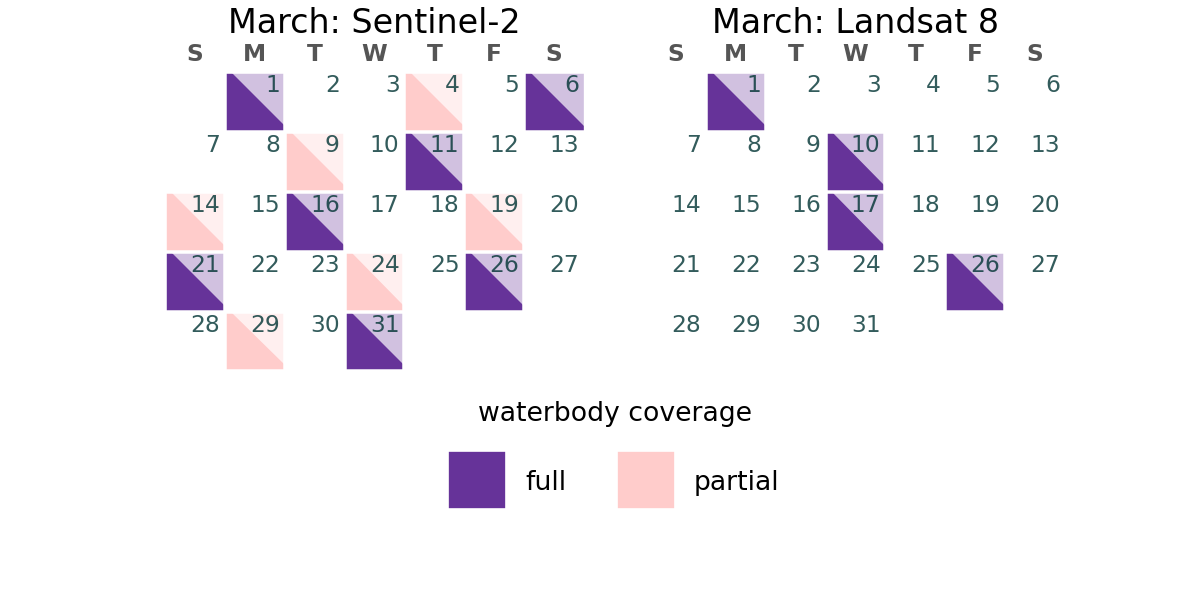 March: Sentinel-2
S M T W T F S
1 2 3 4 5 6
7 8 9 10 11 12 13
14 15 16 17 18 19 20
21 22 23 24 25 26 27
28 29 30 31
March: Landsat 8
S M T W T F S
1 2 3 4 5 6
7 8 9 10 11 12 13
14 15 16 17 18 19 20
21 22 23 24 25 26 27
28 29 30 31
waterbody coverage
full partial